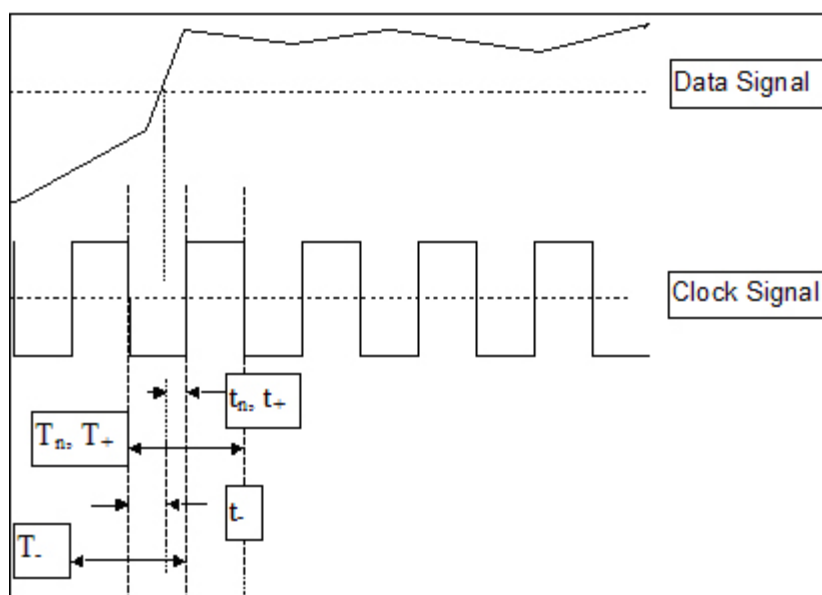 Data Signal
Clock Signal
tn, t+
Tn, T+
t-
T-